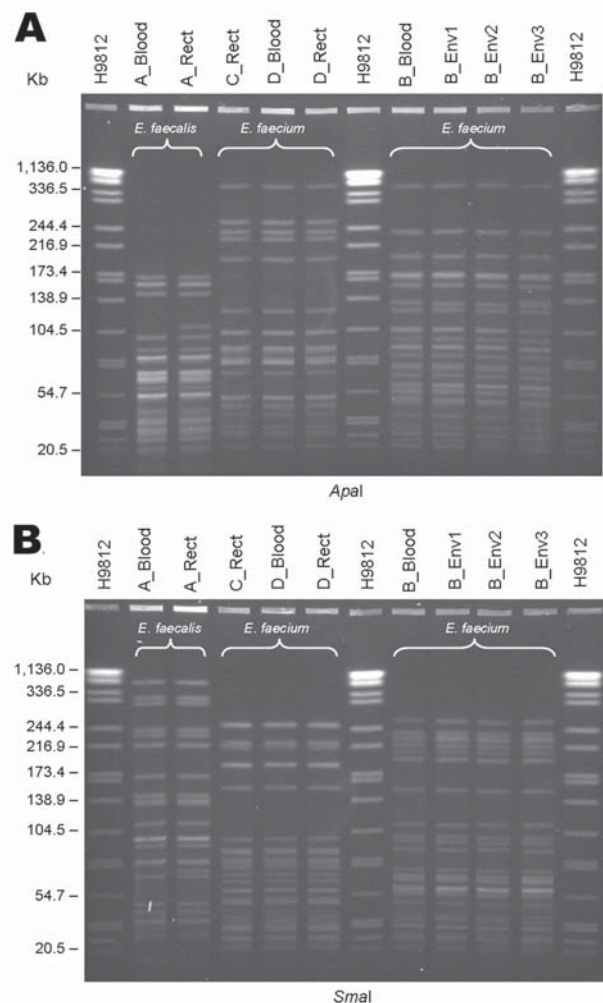 A
Kb
H9812
A_Blood
A_Rect
C_Rect
D_Blood
D_Rect
H9812
B_Blood
B_Env1
B_Env2
B_Env3
H9812
E. faecalis
E. faecium
E. faecium
1,136.0
336.5
244.4
216.9
173.4
138.9
104.5
54.7
20.5
ApaI
B
Kb
H9812
A_Blood
A_Rect
C_Rect
D_Blood
D_Rect
H9812
B_Blood
B_Env1
B_Env2
B_Env3
H9812
E. faecalis
E. faecium
E. faecium
1,136.0
336.5
244.4
216.9
173.4
138.9
104.5
54.7
20.5
SmaI